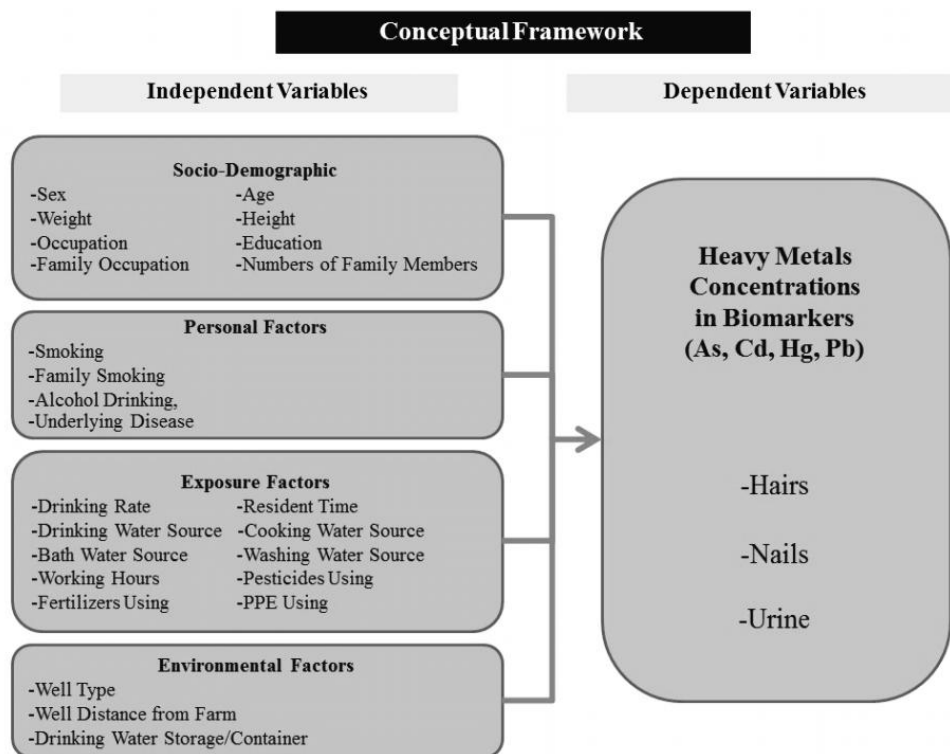 Conceptual Framework
Independent Variables
Dependent Variables
Socio-Demographic
-Sex -Age
-Weight -Height
-Occupation -Education
-Family Occupation -Numbers of Family Members
Personal Factors
-Smoking
-Family Smoking
-Alcohol Drinking,
-Underlying Disease
Exposure Factors
-Drinking Rate -Resident Time
-Drinking Water Source -Cooking Water Source
-Bath Water Source -Washing Water Source
-Working Hours -Pesticides Using
-Fertilizers Using -PPE Using
Environmental Factors
-Well Type
-Well Distance from Farm
-Drinking Water Storage/Container
Heavy Metals
Concentrations
in Biomarkers
(As, Cd, Hg, Pb)
-Hairs
-Nails
-Urine